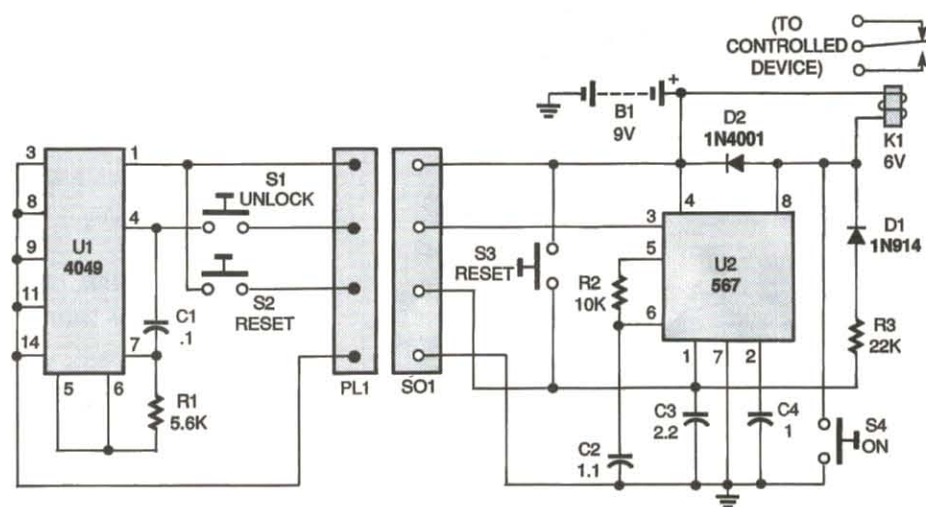 (TO
CONTROLLED
DEVICE)
+
B1
9V
D2
1N4001
K1
6V
3
8
9
11
14
U1
4049
1
4
7
5
6
S1
UNLOCK
S2
RESET
C1
.1
R1
5.6K
PL1
SO1
S3
RESET
R2
10K
3
5
6
4
8
U2
567
1
7
2
D1
1N914
R3
22K
C2
1.1
C3
2.2
C4
1
S4
ON